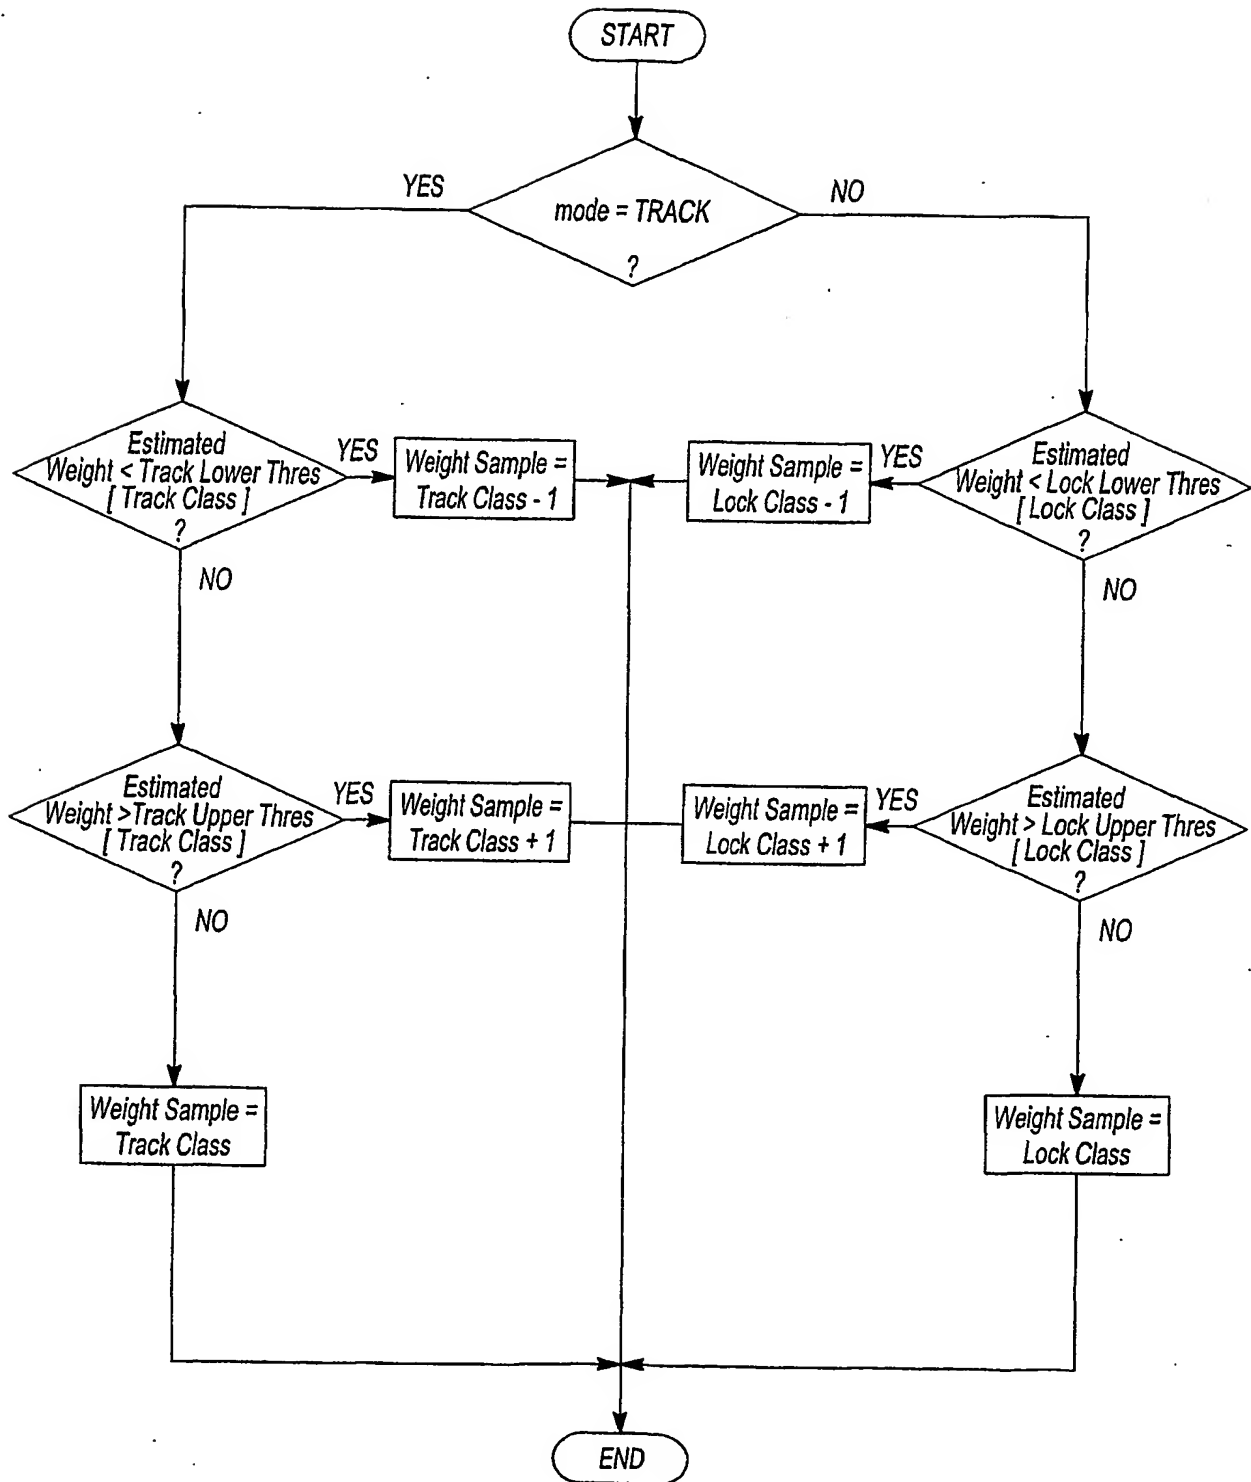 START
YES
NO
mode = TRACK
?
Estimated
Weight < Track Lower Thres
[ Track Class ]
?
YES
Weight Sample =
Track Class - 1
Weight Sample =
Lock Class - 1
YES
Estimated
Weight < Lock Lower Thres
[ Lock Class ]
?
NO
NO
Estimated
Weight >Track Upper Thres
[ Track Class ]
?
YES
Weight Sample =
Track Class + 1
Weight Sample =
Lock Class + 1
YES
Estimated
Weight > Lock Upper Thres
[ Lock Class ]
?
NO
NO
Weight Sample =
Track Class
Weight Sample =
Lock Class
END